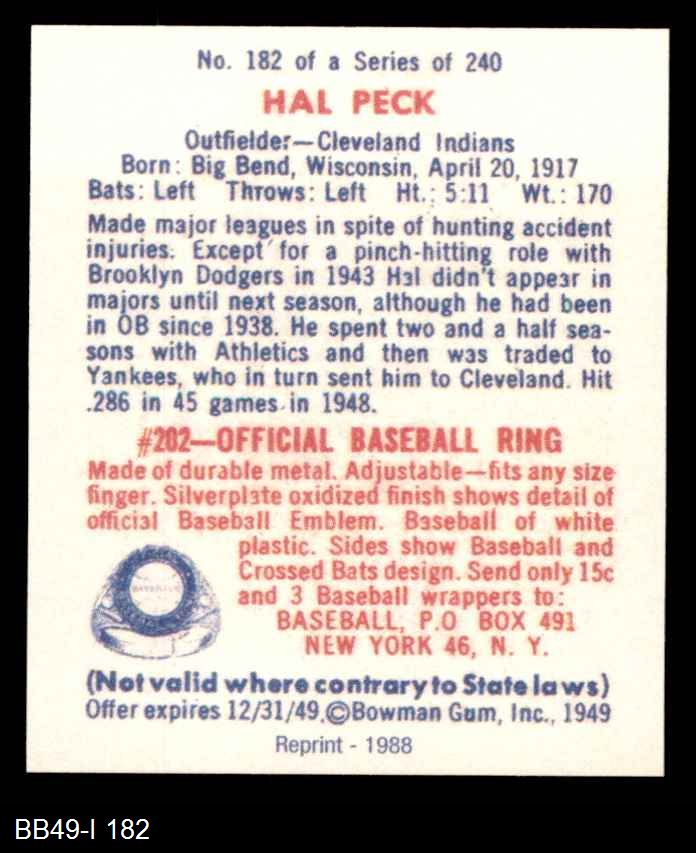 No. 182 of a Series of 240
HAL PECK
Outfielder—Cleveland Indians
Born: Big Bend, Wisconsin, April 20, 1917
Bats: Left Throws: Left Ht.: 5:11 Wt.: 170
Made major leagues in spite of hunting accident
injuries. Except for a pinch-hitting role with
Brooklyn Dodgers in 1943 Hal didn't appear in
majors until next season, although he had been
in OB since 1938. He spent two and a half sea-
sons with Athletics and then was traded to
Yankees, who in turn sent him to Cleveland. Hit
.286 in 45 games in 1948.
#202—OFFICIAL BASEBALL RING
Made of durable metal. Adjustable—fits any size
finger. Silverplate oxidized finish shows detail of
official Baseball Emblem. Baseball of white
plastic. Sides show Baseball and
Crossed Bats design. Send only 15c
and 3 Baseball wrappers to:
BASEBALL, P.O BOX 491
NEW YORK 46, N. Y.
BASEBALL
(Not valid where contrary to State laws)
Offer expires 12/31/49.©Bowman Gum, Inc., 1949
Reprint - 1988
BB49-I 182